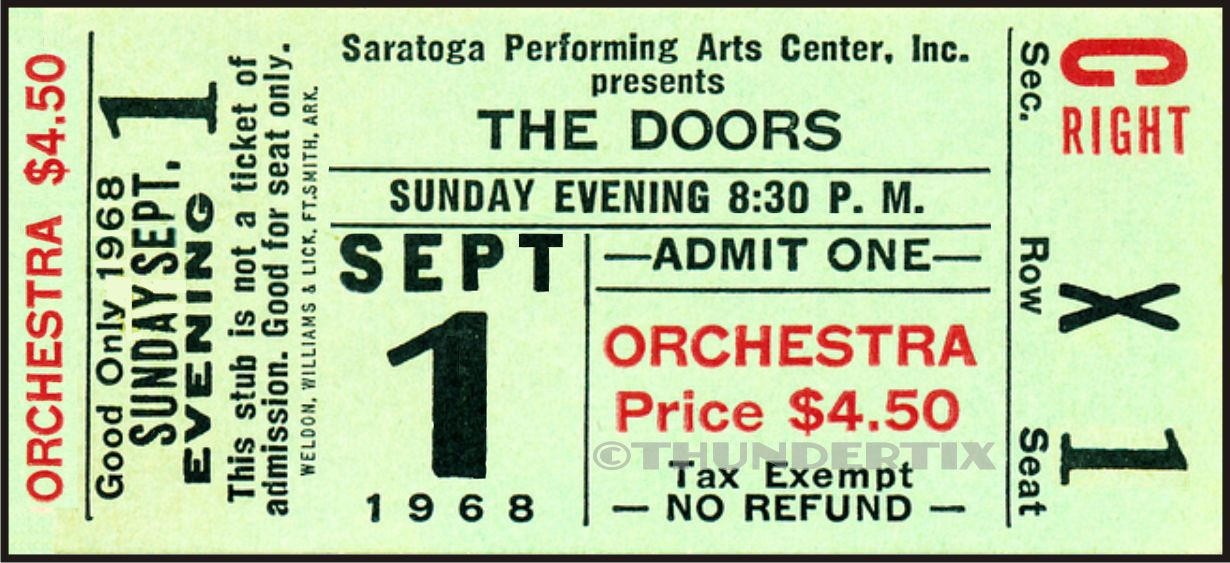 ORCHESTRA $4.50
Good Only 1968
SUNDAY SEPT. 1
EVENING
This stub is not a ticket of
admission. Good for seat only.
WELDON, WILLIAMS & LICK, FT.SMITH, ARK.
Saratoga Performing Arts Center, Inc.
presents
THE DOORS
SUNDAY EVENING 8:30 P. M.
SEPT
1
1968
—ADMIT ONE—
ORCHESTRA
Price $4.50
©THUNDERTIX
Tax Exempt
— NO REFUND —
Sec. C
RIGHT
Row X
Seat 1